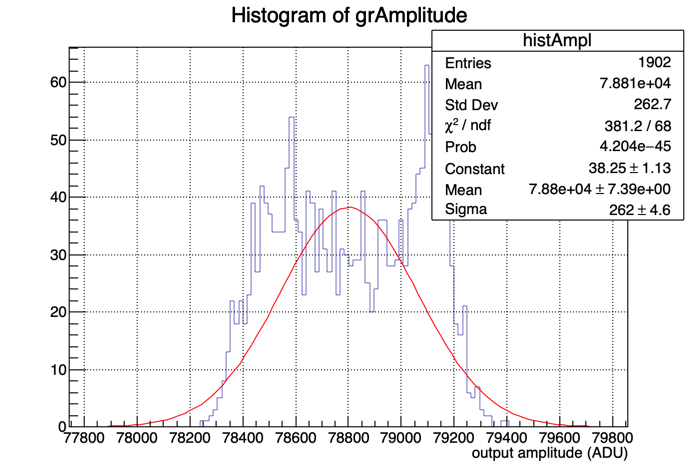 Histogram of grAmplitude
histAmpl
Entries 1902
Mean 7.881e+04
Std Dev 262.7
χ² / ndf 381.2 / 68
Prob 4.204e−45
Constant 38.25 ± 1.13
Mean 7.88e+04 ± 7.39e+00
Sigma 262 ± 4.6
60
50
40
30
20
10
0
77800 78000 78200 78400 78600 78800 79000 79200 79400 79600 79800
output amplitude (ADU)